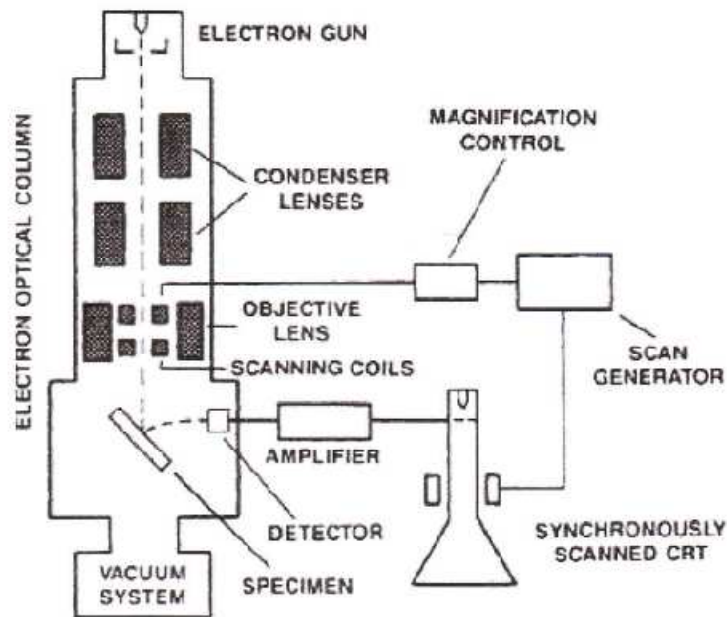 ELECTRON GUN
ELECTRON OPTICAL COLUMN
MAGNIFICATION
CONTROL
CONDENSER
LENSES
OBJECTIVE
LENS
SCANNING COILS
SCAN
GENERATOR
AMPLIFIER
DETECTOR
SYNCHRONOUSLY
SCANNED CRT
VACUUM
SYSTEM
SPECIMEN